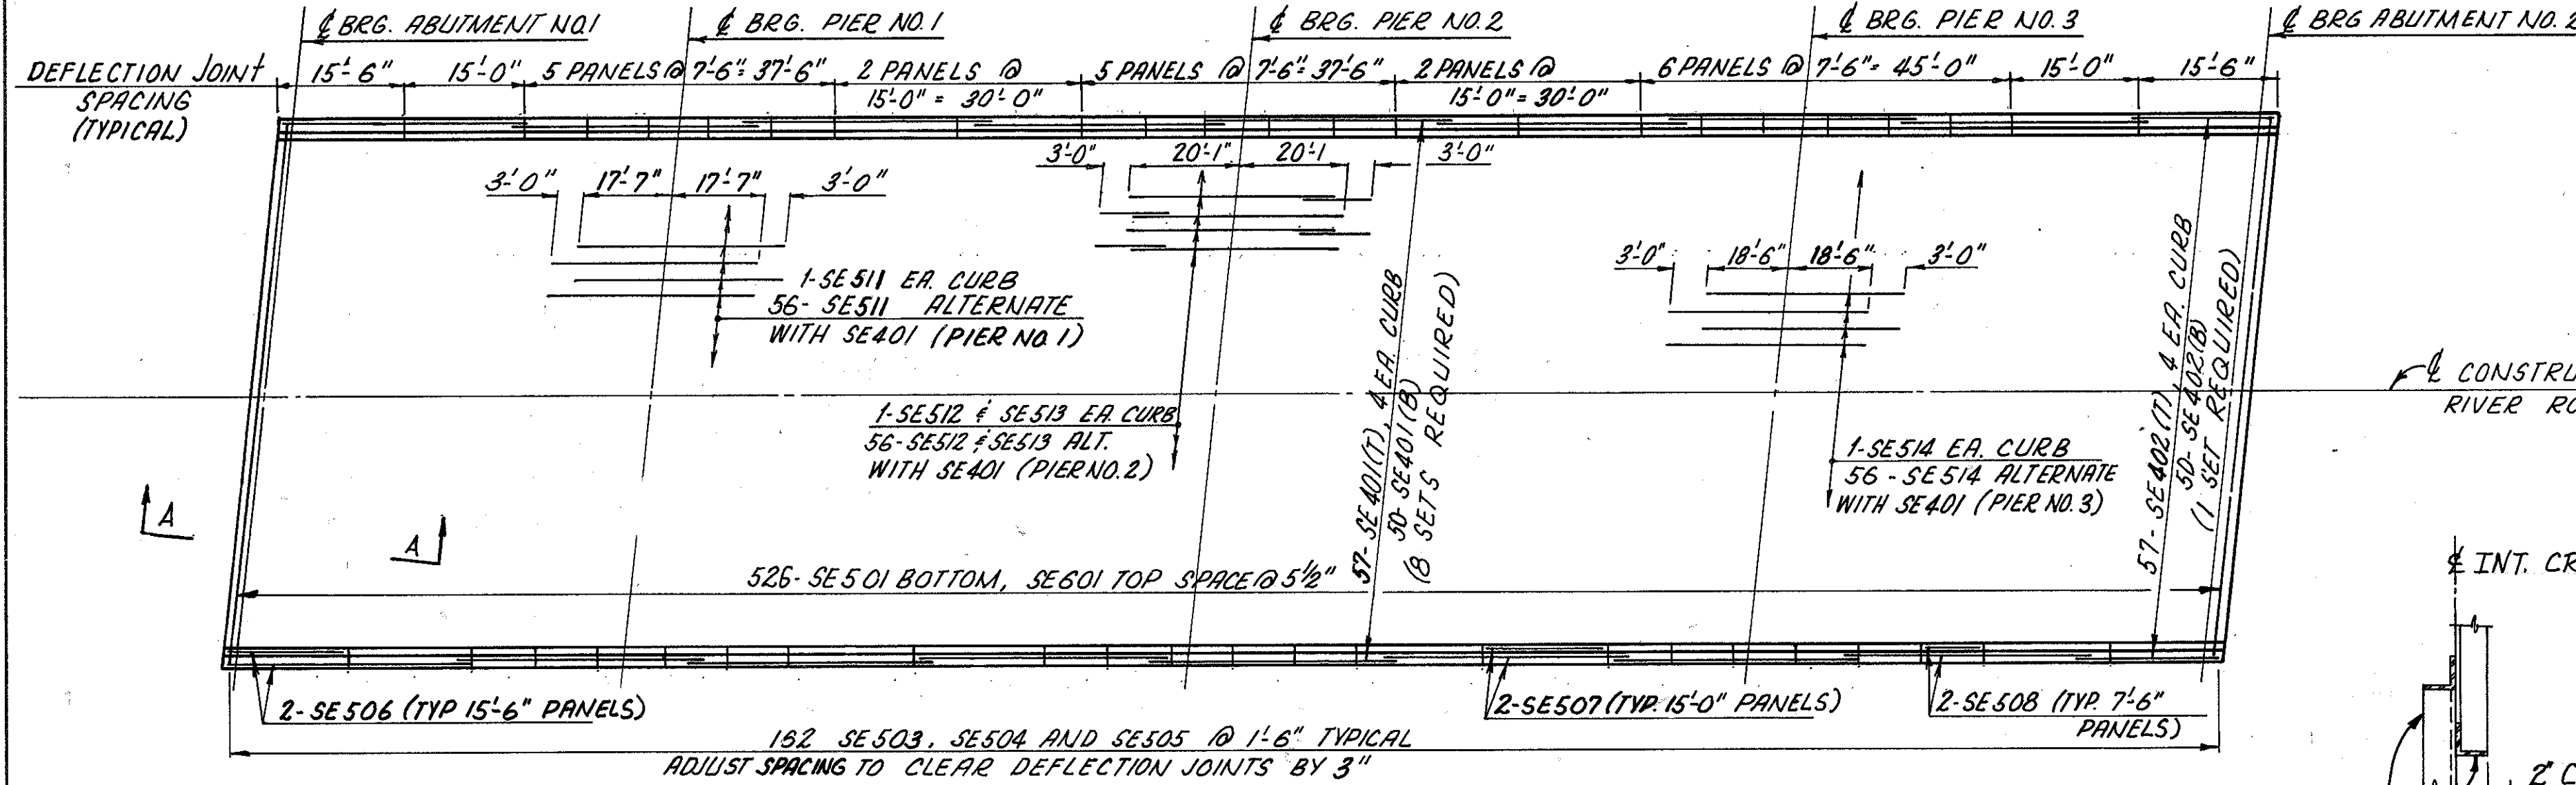 ℄ BRG. ABUTMENT NO.1
℄ BRG. PIER NO.1
℄ BRG. PIER NO.2
℄ BRG. PIER NO.3
℄ BRG ABUTMENT NO. 2
DEFLECTION JOINT
SPACING
(TYPICAL)
15'-6"
15'-0"
5 PANELS @ 7'-6"= 37'-6"
2 PANELS @
15'-0" = 30'-0"
5 PANELS @ 7'-6"= 37'-6"
2 PANELS @
15'-0" = 30'-0"
6 PANELS @ 7'-6"= 45'-0"
15'-0"
15'-6"
3'-0"
17'-7"
17'-7"
3'-0"
3'-0"
20'-1"
20'-1
3'-0"
3'-0"
18'-6"
18'-6"
3'-0"
1-SE511 EA. CURB
56-SE511 ALTERNATE
WITH SE401 (PIER NO. 1)
1-SE512 & SE513 EA. CURB
56-SE512 & SE513 ALT.
WITH SE401 (PIER NO. 2)
57-SE401(T), 4 EA. CURB
50-SE401(B)
(8 SETS REQUIRED)
1-SE514 EA. CURB
56-SE514 ALTERNATE
WITH SE401 (PIER NO. 3)
57-SE402(T), 4 EA. CURB
50-SE402(B)
(1 SET REQUIRED)
℄ CONSTRU
RIVER RO
A
A
526-SE501 BOTTOM, SE601 TOP SPACE @ 5½"
℄ INT. CR
2-SE506 (TYP 15'-6" PANELS)
2-SE507 (TYP. 15'-0" PANELS)
2-SE508 (TYP. 7'-6"
PANELS)
162 SE503, SE504 AND SE505 @ 1'-6" TYPICAL
ADJUST SPACING TO CLEAR DEFLECTION JOINTS BY 3"
2" C